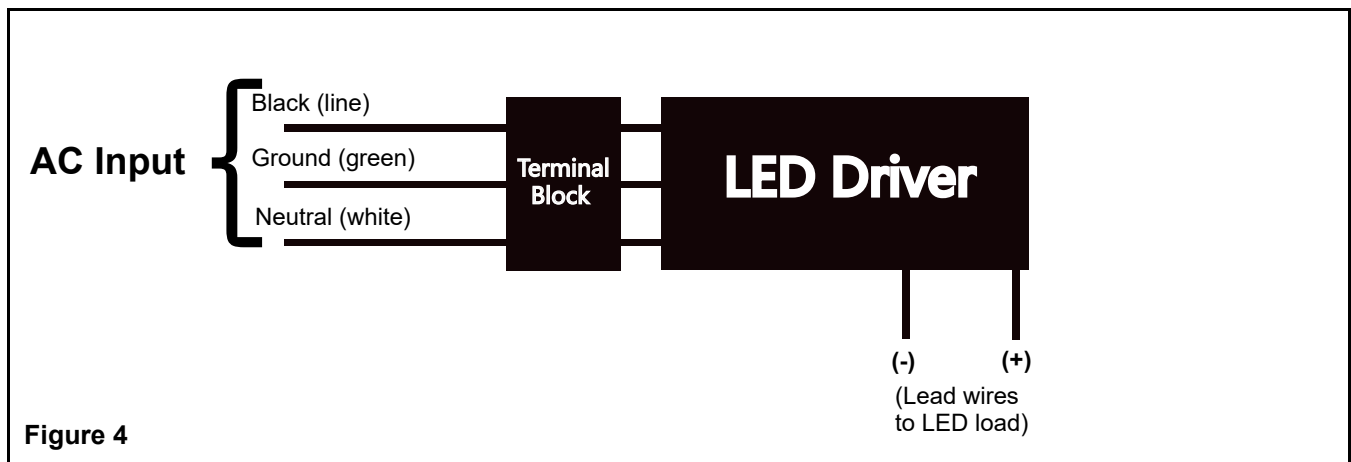 Black (line)
AC Input
Ground (green)
Neutral (white)
Terminal
Block
LED Driver
(-)
(+)
(Lead wires
to LED load)
Figure 4